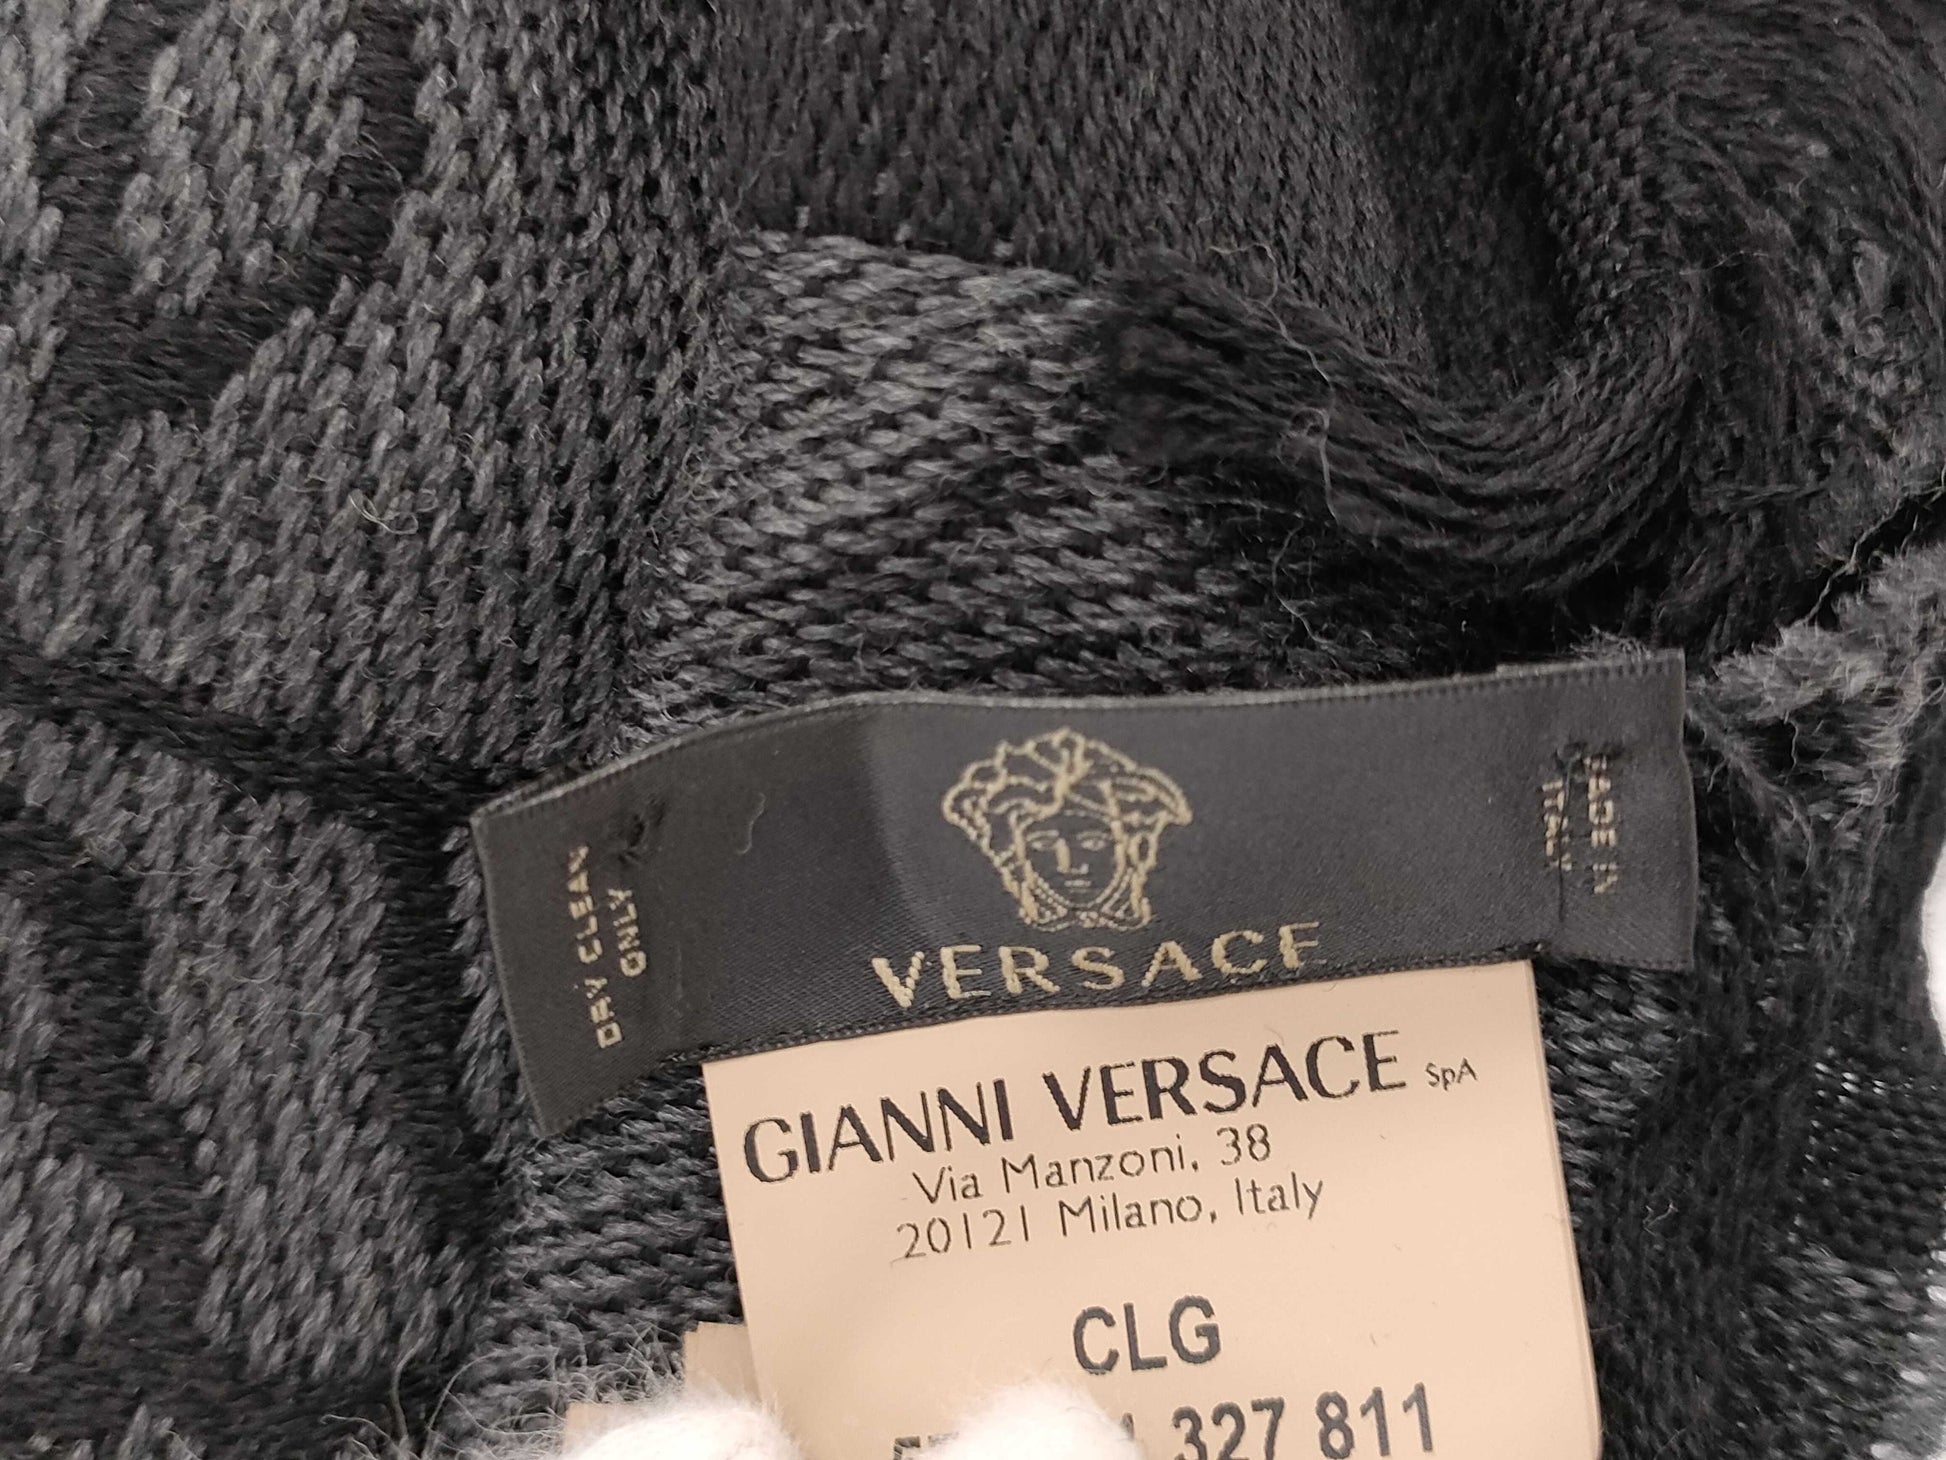 DRY CLEAN
ONLY
VERSACE
MADE IN
ITALY
GIANNI VERSACE SpA
Via Manzoni, 38
20121 Milano, Italy
CLG
327 811